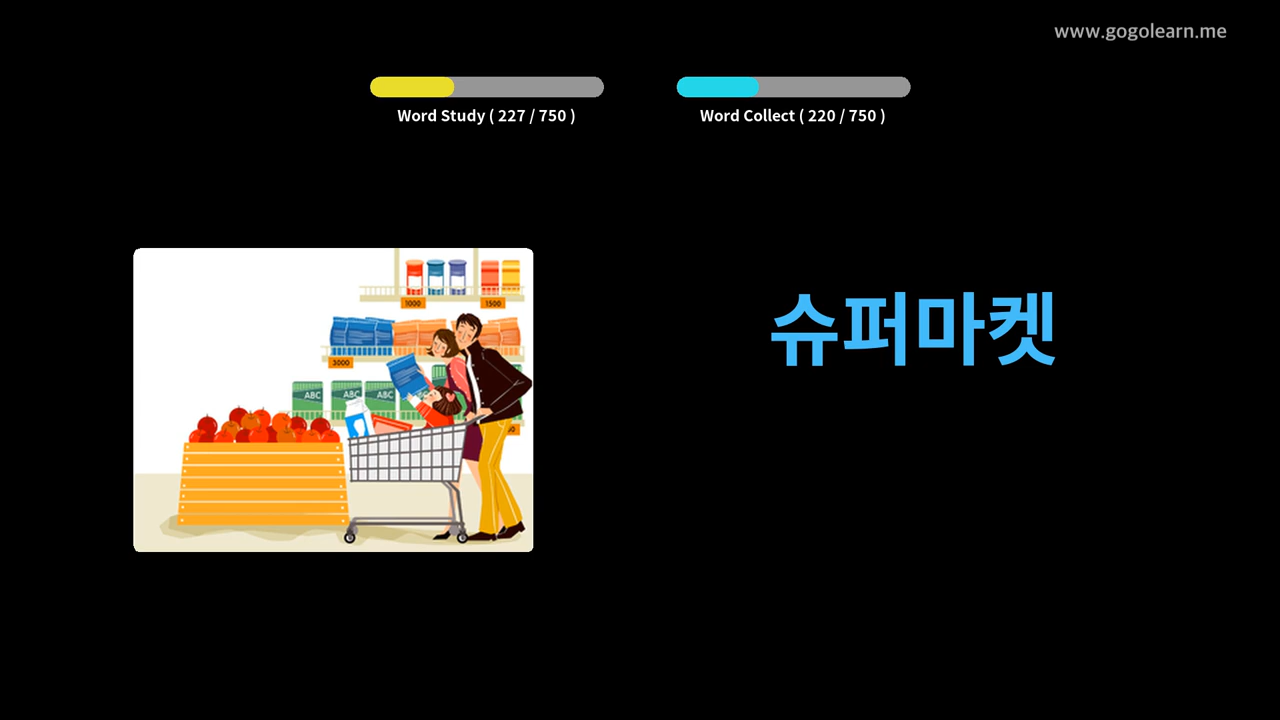 www.gogolearn.me
Word Study ( 227 / 750 )
Word Collect ( 220 / 750 )
슈퍼마켓
1000
1500
3000
ABC
ABC
ABC